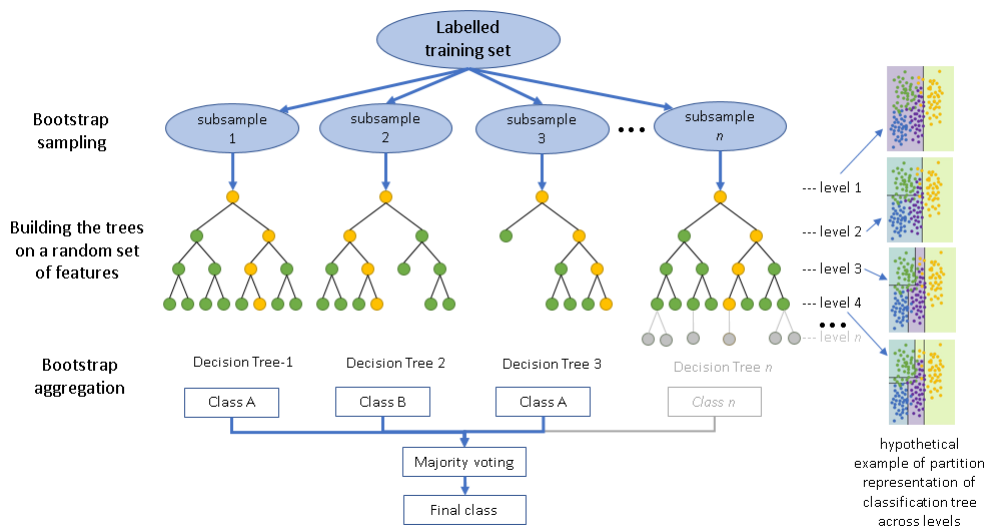 Labelled
training set
Bootstrap
sampling
subsample
1
subsample
2
subsample
3
•••
subsample
n
Building the trees
on a random set
of features
--- level 1
--- level 2
--- level 3
--- level 4
•••
--- level n
Bootstrap
aggregation
Decision Tree-1
Decision Tree 2
Decision Tree 3
Decision Tree n
Class A
Class B
Class A
Class n
Majority voting
Final class
hypothetical
example of partition
representation of
classification tree
across levels